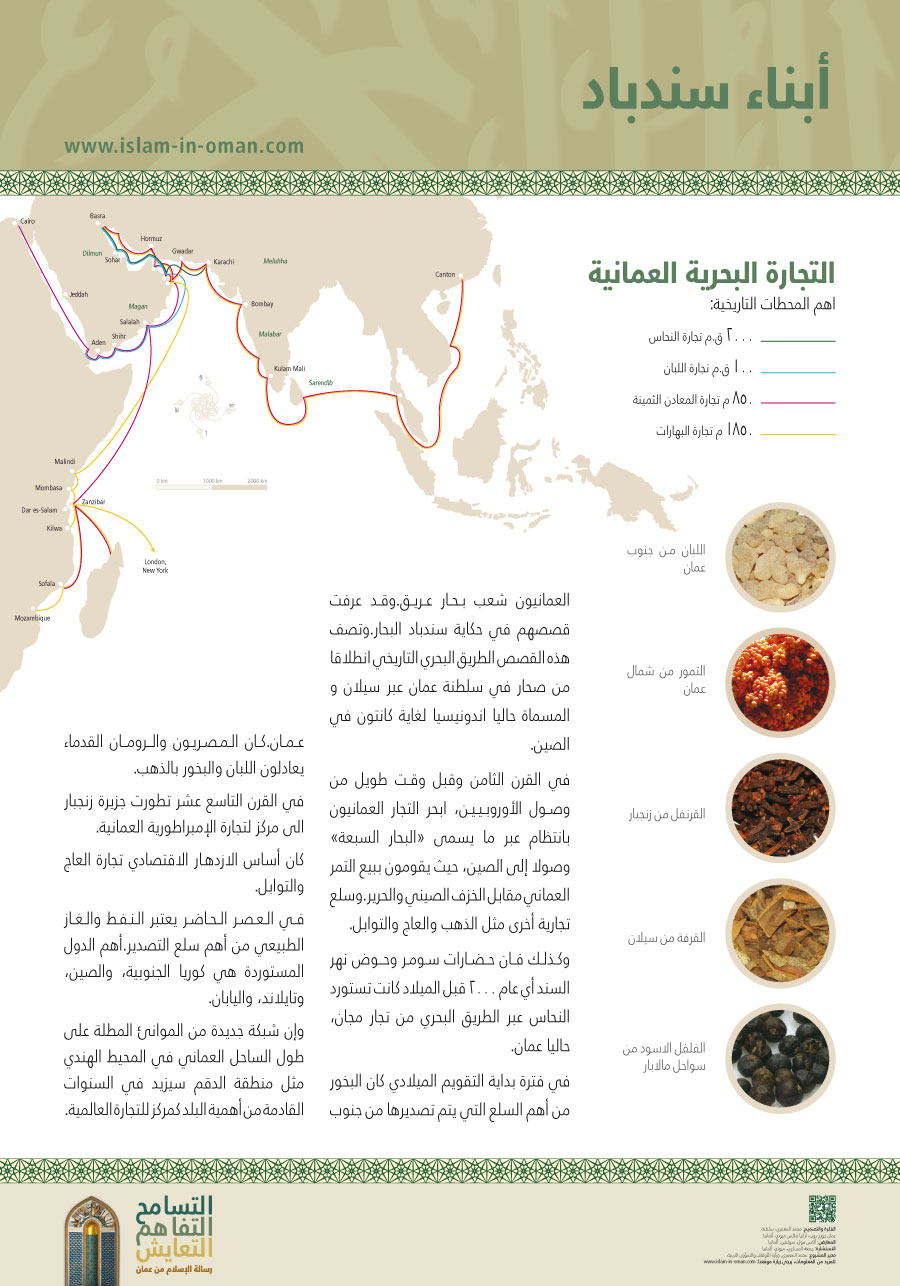 أبناء سندباد
www.islam-in-oman.com
التجارة البحرية العمانية
اهم المحطات التاريخية:
٢٠٠٠ ق.م تجارة النحاس
١٠٠ ق.م تجارة اللبان
٨٥٠ م تجارة المعادن الثمينة
١٨٥٠ م تجارة البهارات
Cairo
Basra
Dilmun
Sohar
Hormuz
Gwadar
Karachi
Meluhha
Canton
Jeddah
Magan
Bombay
Salalah
Shihr
Aden
Malabar
Kulam Mali
Sarendib
0 km
1000 km
2000 km
Malindi
Mombasa
Zanzibar
Dar es-Salam
Kilwa
London,
New York
Sofala
Mozambique
اللبان من جنوب
عمان
التمور من شمال
عمان
القرنفل من زنجبار
القرفة من سيلان
الفلفل الاسود من
سواحل مالابار
العمانيون شعب بحار عريق.وقد عرفت
قصصهم في حكاية سندباد البحار.وتصف
هذه القصص الطريق البحري التاريخي انطلاقا
من صحار في سلطنة عمان عبر سيلان و
المسماة حاليا اندونيسيا لغاية كانتون في
الصين.
في القرن الثامن وقبل وقت طويل من
وصول الأوروبيين، ابحر التجار العمانيون
بانتظام عبر ما يسمى «البحار السبعة»
وصولا إلى الصين، حيث يقومون ببيع التمر
العماني مقابل الخزف الصيني والحرير.وسلع
تجارية أخرى مثل الذهب والعاج والتوابل.
وكذلك فان حضارات سومر وحوض نهر
السند أي عام ٢٠٠٠ قبل الميلاد كانت تستورد
النحاس عبر الطريق البحري من تجار مجان،
حاليا عمان.
في فترة بداية التقويم الميلادي كان البخور
من أهم السلع التي يتم تصديرها من جنوب
عمان.كان المصريون والرومان القدماء
يعادلون اللبان والبخور بالذهب.
في القرن التاسع عشر تطورت جزيرة زنجبار
الى مركز لتجارة الإمبراطورية العمانية.
كان أساس الازدهار الاقتصادي تجارة العاج
والتوابل.
في العصر الحاضر يعتبر النفط والغاز
الطبيعي من أهم سلع التصدير.أهم الدول
المستوردة هي كوريا الجنوبية، والصين،
وتايلاند، واليابان.
وإن شبكة جديدة من الموانئ المطلة على
طول الساحل العماني في المحيط الهندي
مثل منطقة الدقم سيزيد في السنوات
القادمة من أهمية البلد كمركز للتجارة العالمية.
التسامح
التفاهم
التعايش
رسالة الإسلام من عمان
للمزيد من المعلومات، يرجى زيارة موقعنا: www.islam-in-oman.com